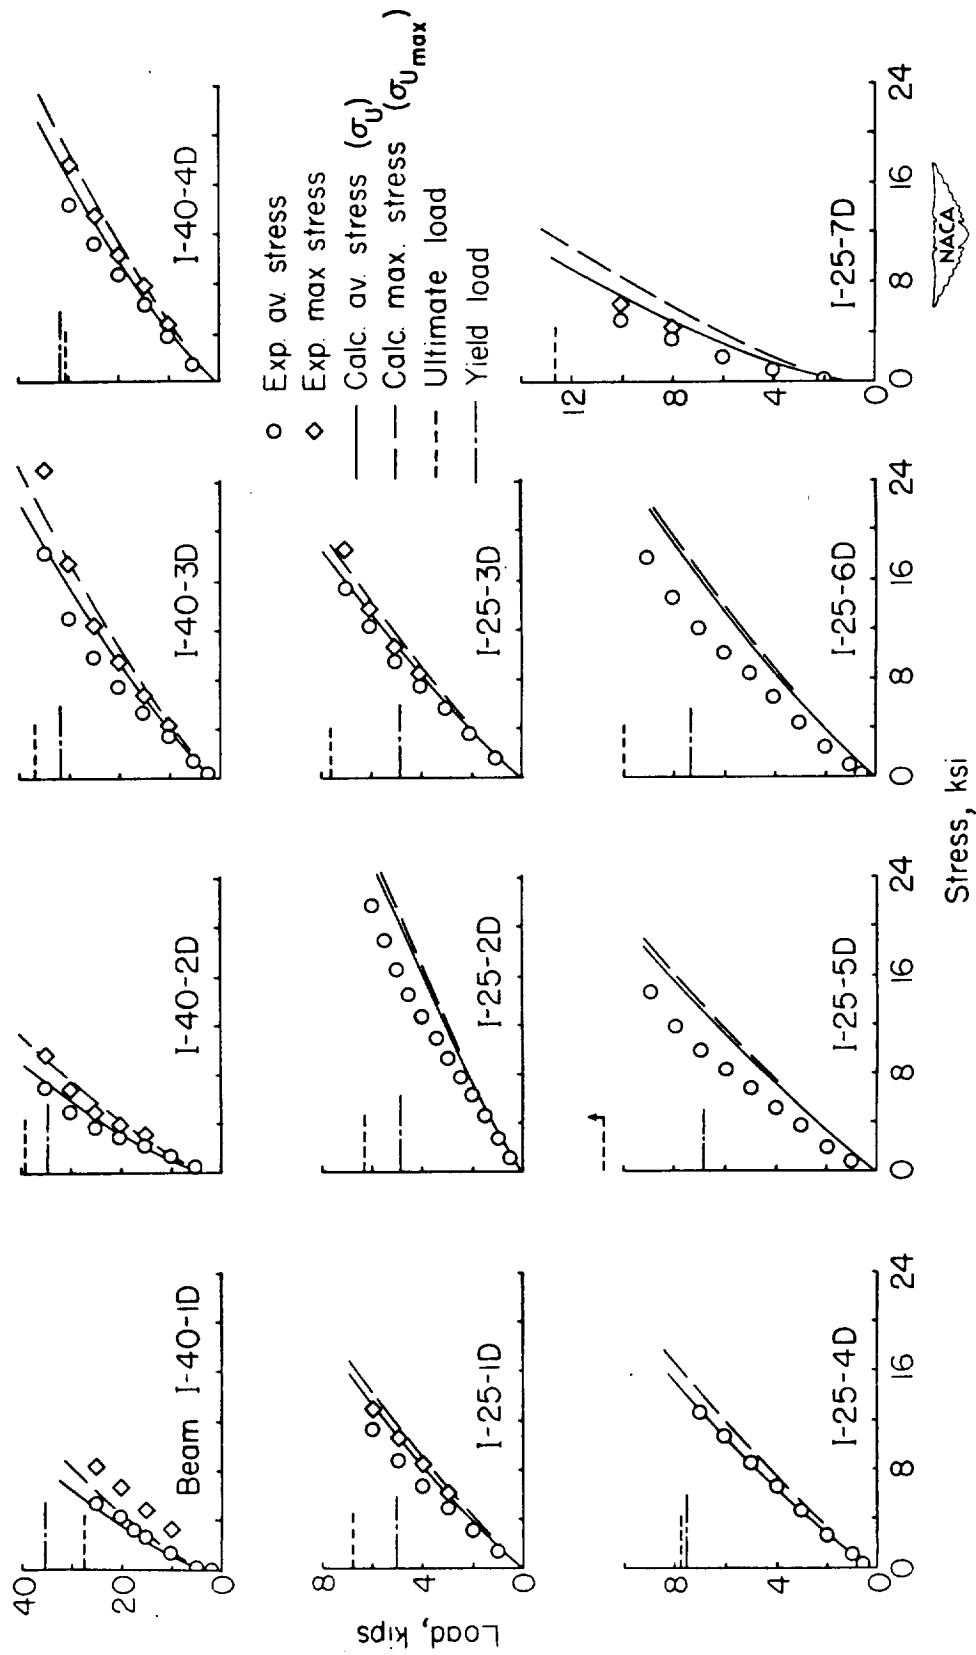 40
20
0
Beam I-40-1D
I-40-2D
I-40-3D
I-40-4D
Load, kips
8
4
0
I-25-1D
I-25-2D
I-25-3D
Exp. av. stress
Exp. max stress
Calc. av. stress (σU)
Calc. max. stress (σUmax)
Ultimate load
Yield load
8
4
0
I-25-4D
I-25-5D
I-25-6D
12
8
4
0
I-25-7D
0 8 16 24
0 8 16 24
0 8 16 24
0 8 16 24
Stress, ksi
NACA